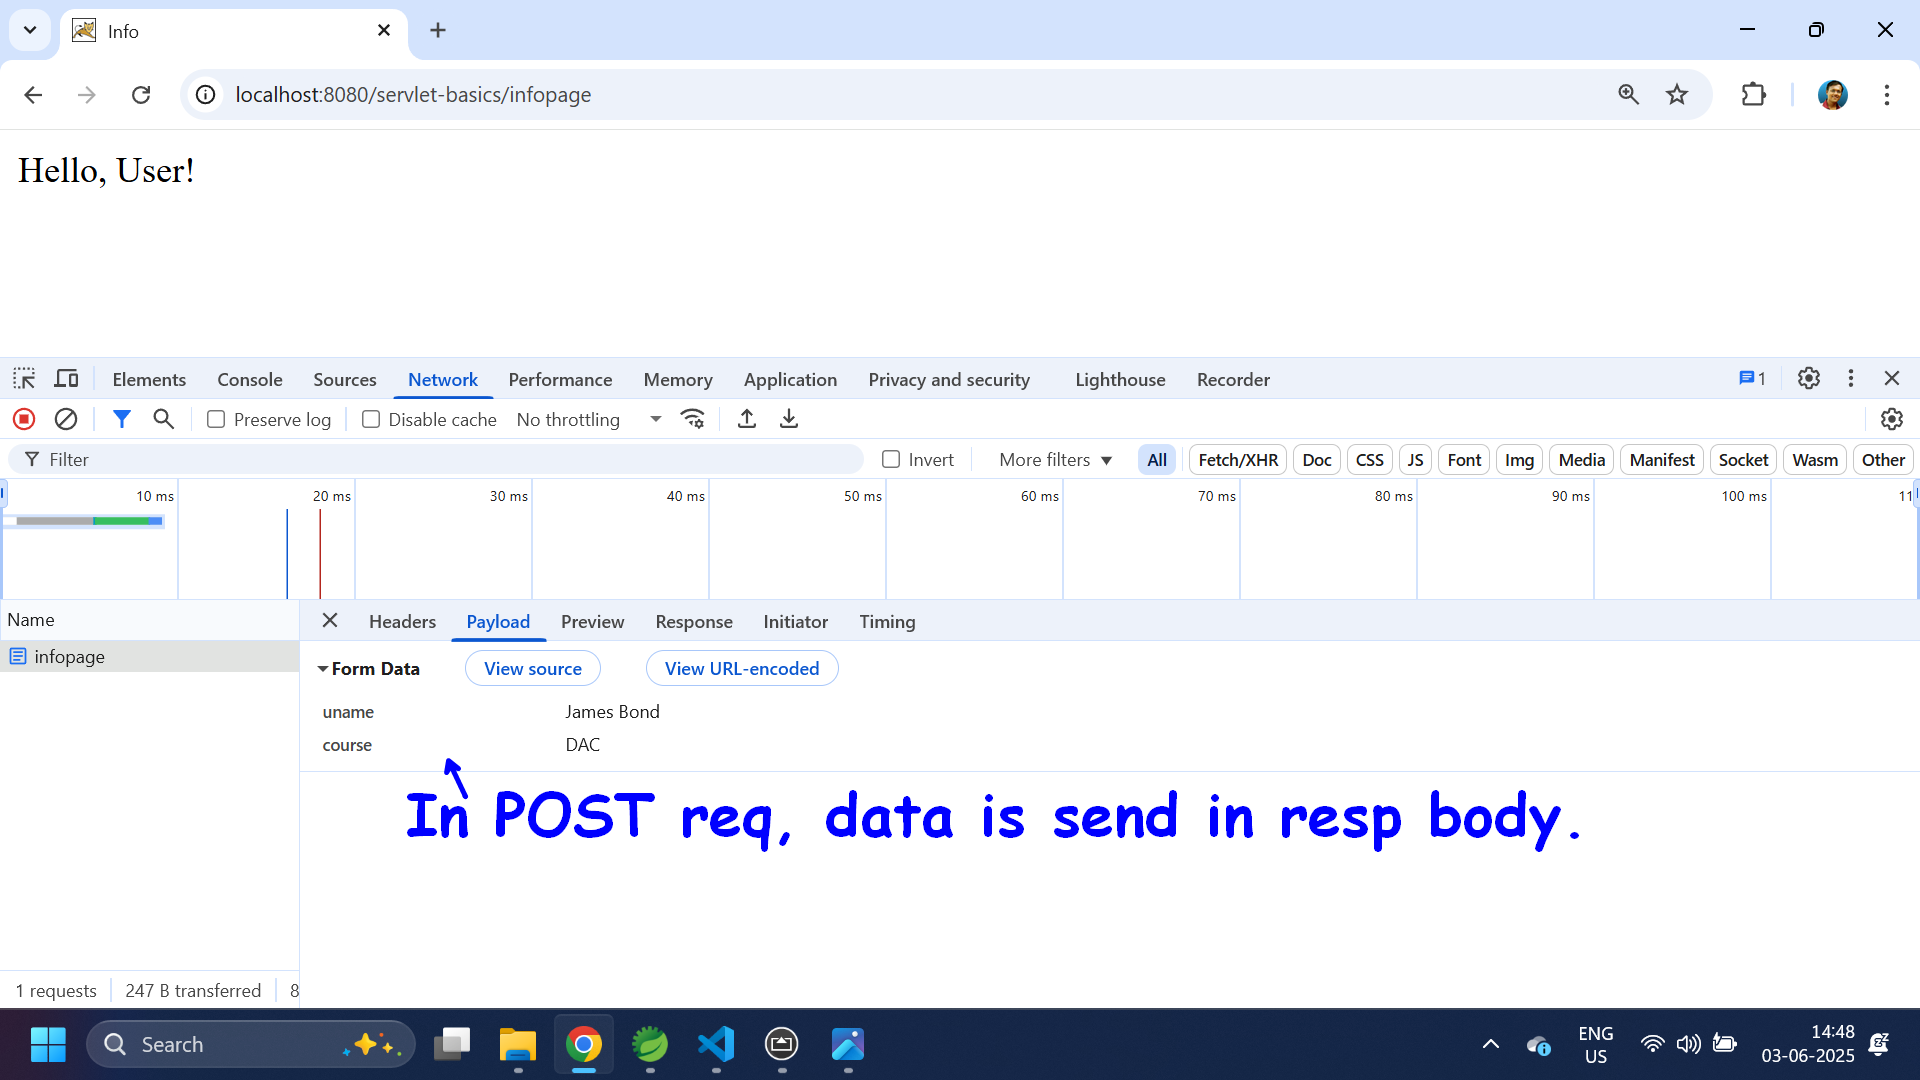 Info
localhost:8080/servlet-basics/infopage
Hello, User!
Elements Console Sources Network Performance Memory Application Privacy and security Lighthouse Recorder 1
Preserve log Disable cache No throttling
Filter Invert More filters All Fetch/XHR Doc CSS JS Font Img Media Manifest Socket Wasm Other
10 ms 20 ms 30 ms 40 ms 50 ms 60 ms 70 ms 80 ms 90 ms 100 ms 11
Name Headers Payload Preview Response Initiator Timing
infopage
Form Data View source View URL-encoded
uname James Bond
course DAC
In POST req, data is send in resp body.
1 requests 247 B transferred 8
Search
ENG
US
14:48
03-06-2025